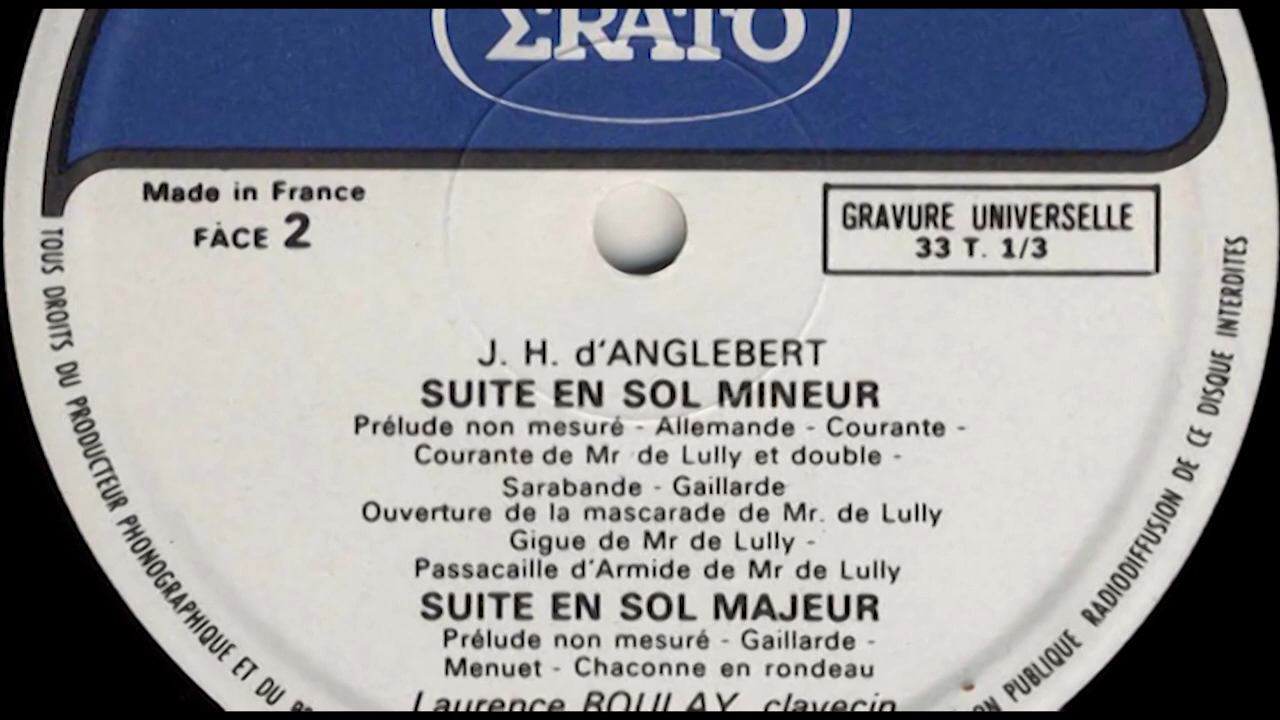 ΣRATO
Made in France
FACE 2
GRAVURE UNIVERSELLE
33 T. 1/3
J. H. d'ANGLEBERT
SUITE EN SOL MINEUR
Prélude non mesuré - Allemande - Courante -
Courante de Mr de Lully et double -
Sarabande - Gaillarde
Ouverture de la mascarade de Mr. de Lully
Gigue de Mr de Lully -
Passacaille d'Armide de Mr de Lully
SUITE EN SOL MAJEUR
Prélude non mesuré - Gaillarde -
Menuet - Chaconne en rondeau
Laurence BOULAY, clavecin
TOUS DROITS DU PRODUCTEUR PHONOGRAPHIQUE ET DU
PUBLIQUE RADIODIFFUSION DE CE DISQUE INTERDITES